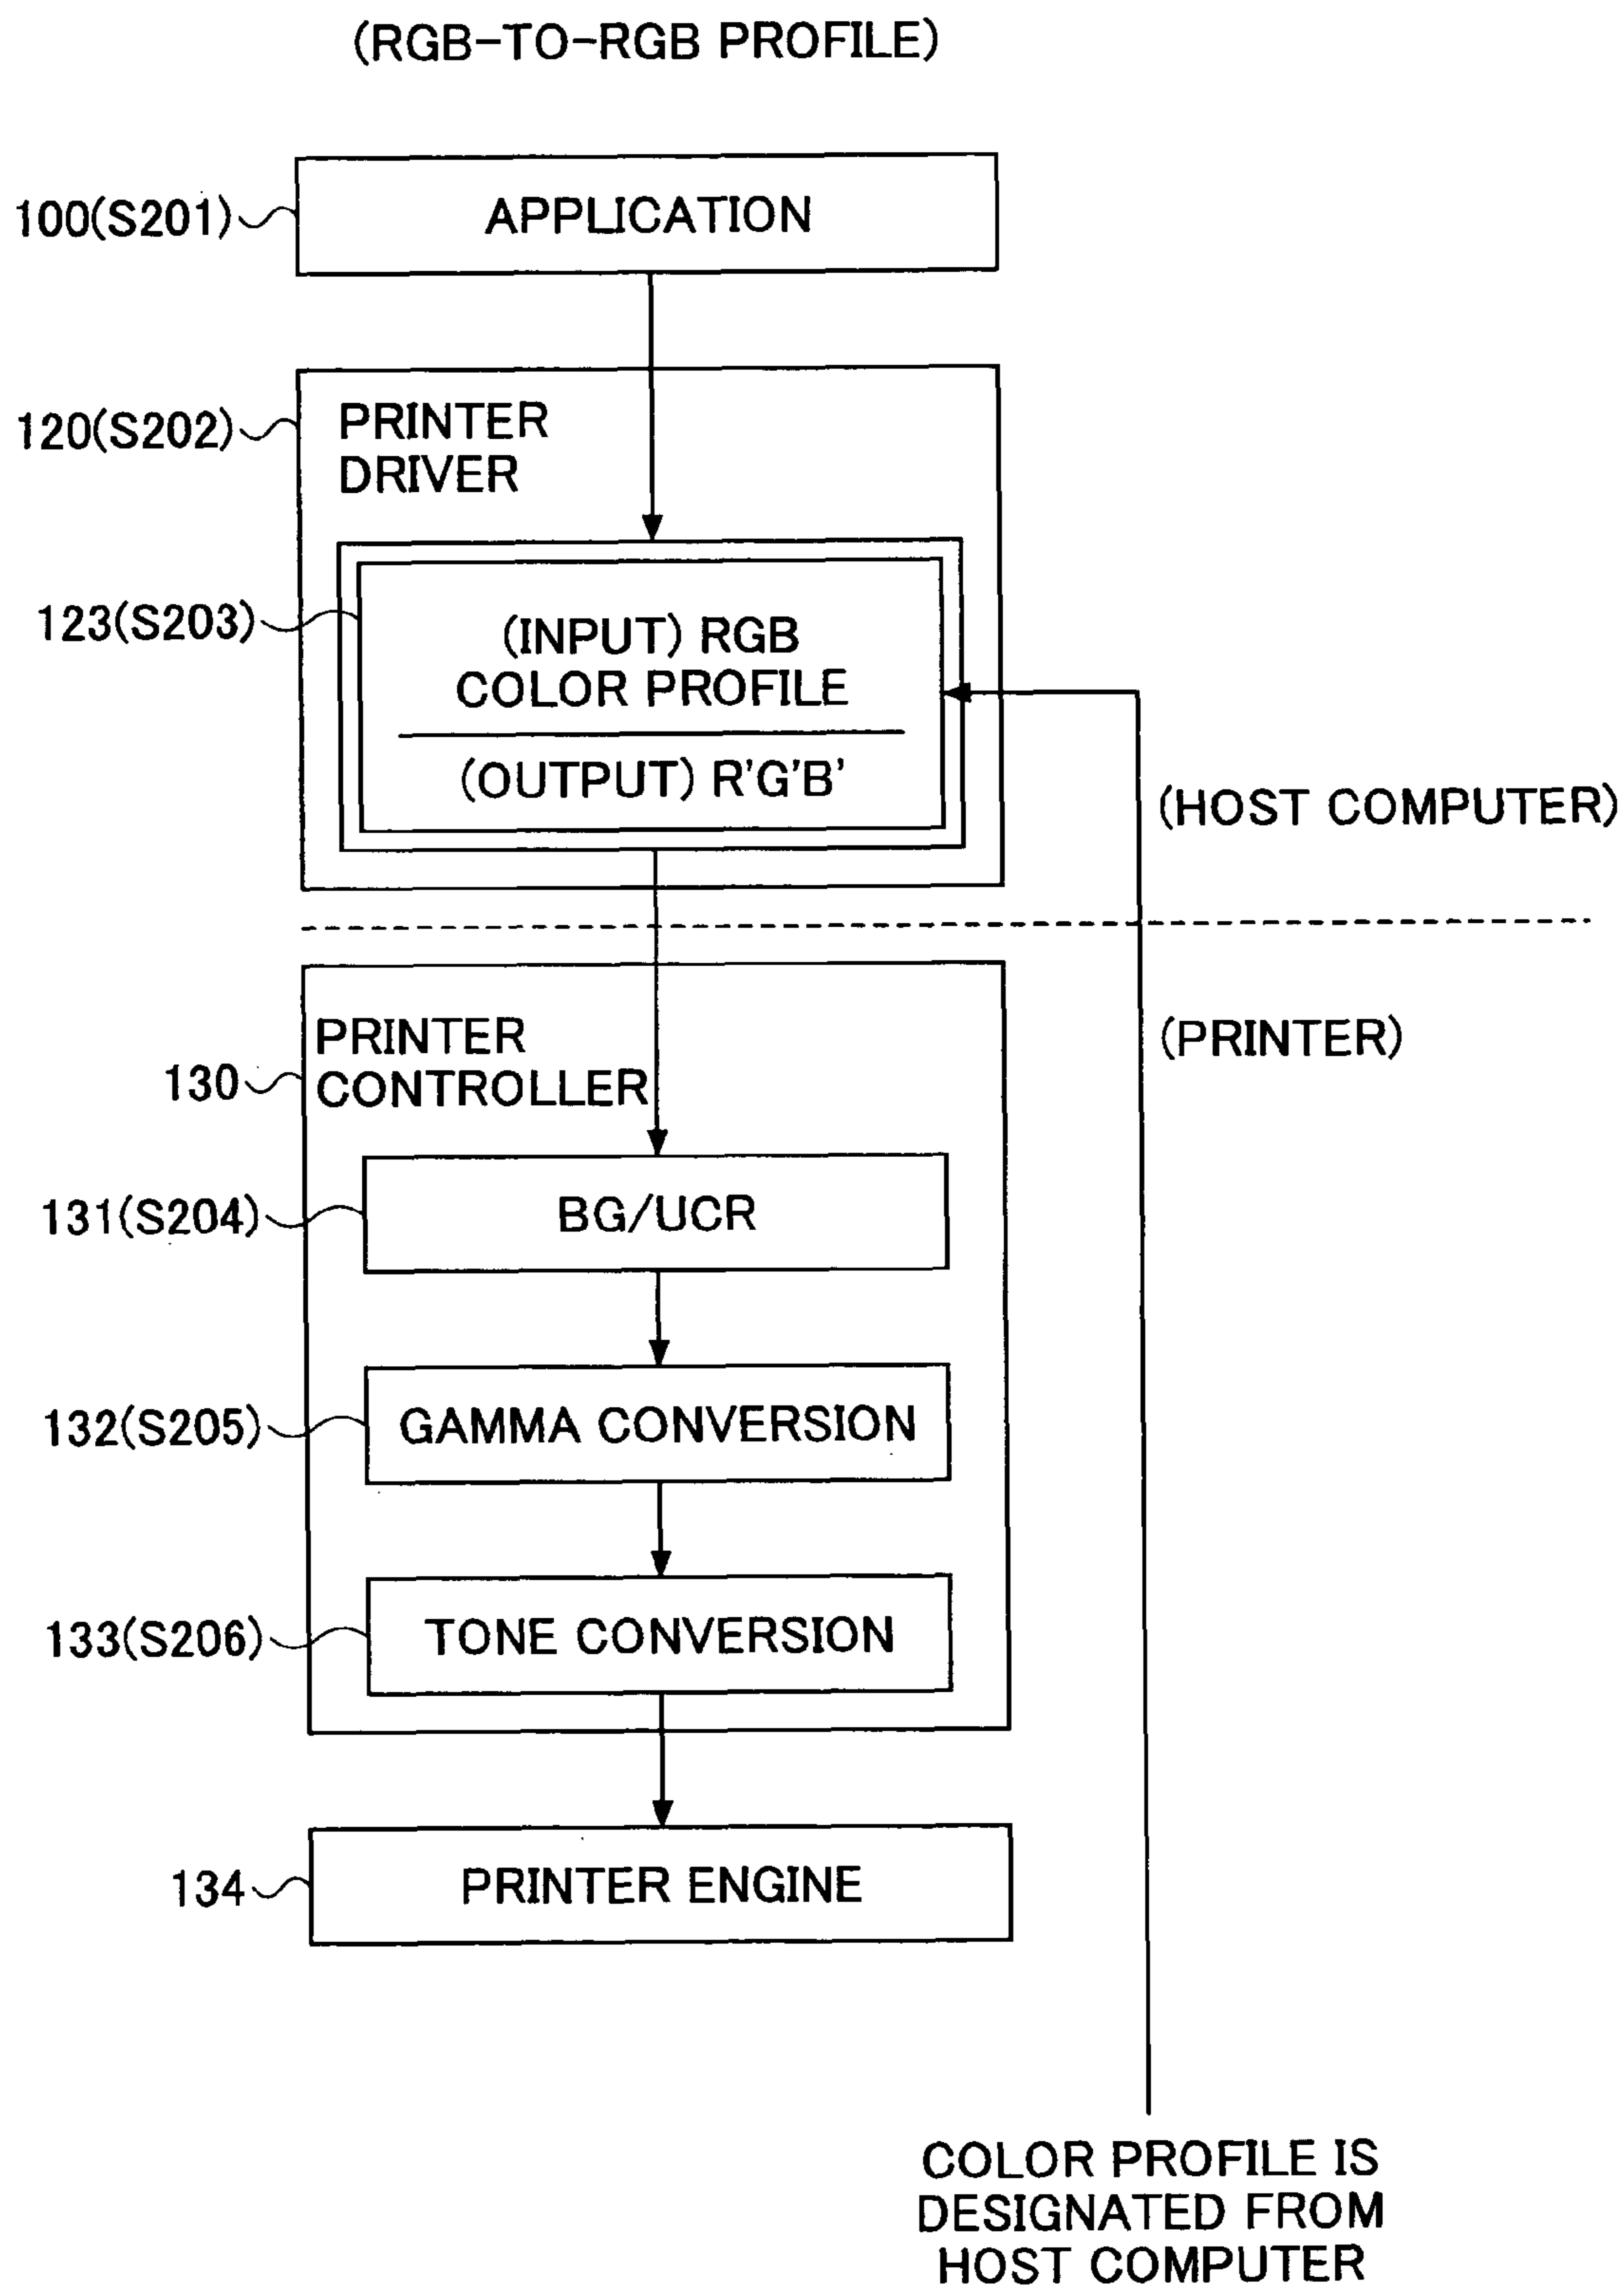 (RGB-TO-RGB PROFILE)
100(S201)
APPLICATION
120(S202)
PRINTER
DRIVER
123(S203)
(INPUT) RGB
COLOR PROFILE
(OUTPUT) R'G'B'
(HOST COMPUTER)
(PRINTER)
130
PRINTER
CONTROLLER
131(S204)
BG/UCR
132(S205)
GAMMA CONVERSION
133(S206)
TONE CONVERSION
134
PRINTER ENGINE
COLOR PROFILE IS
DESIGNATED FROM
HOST COMPUTER